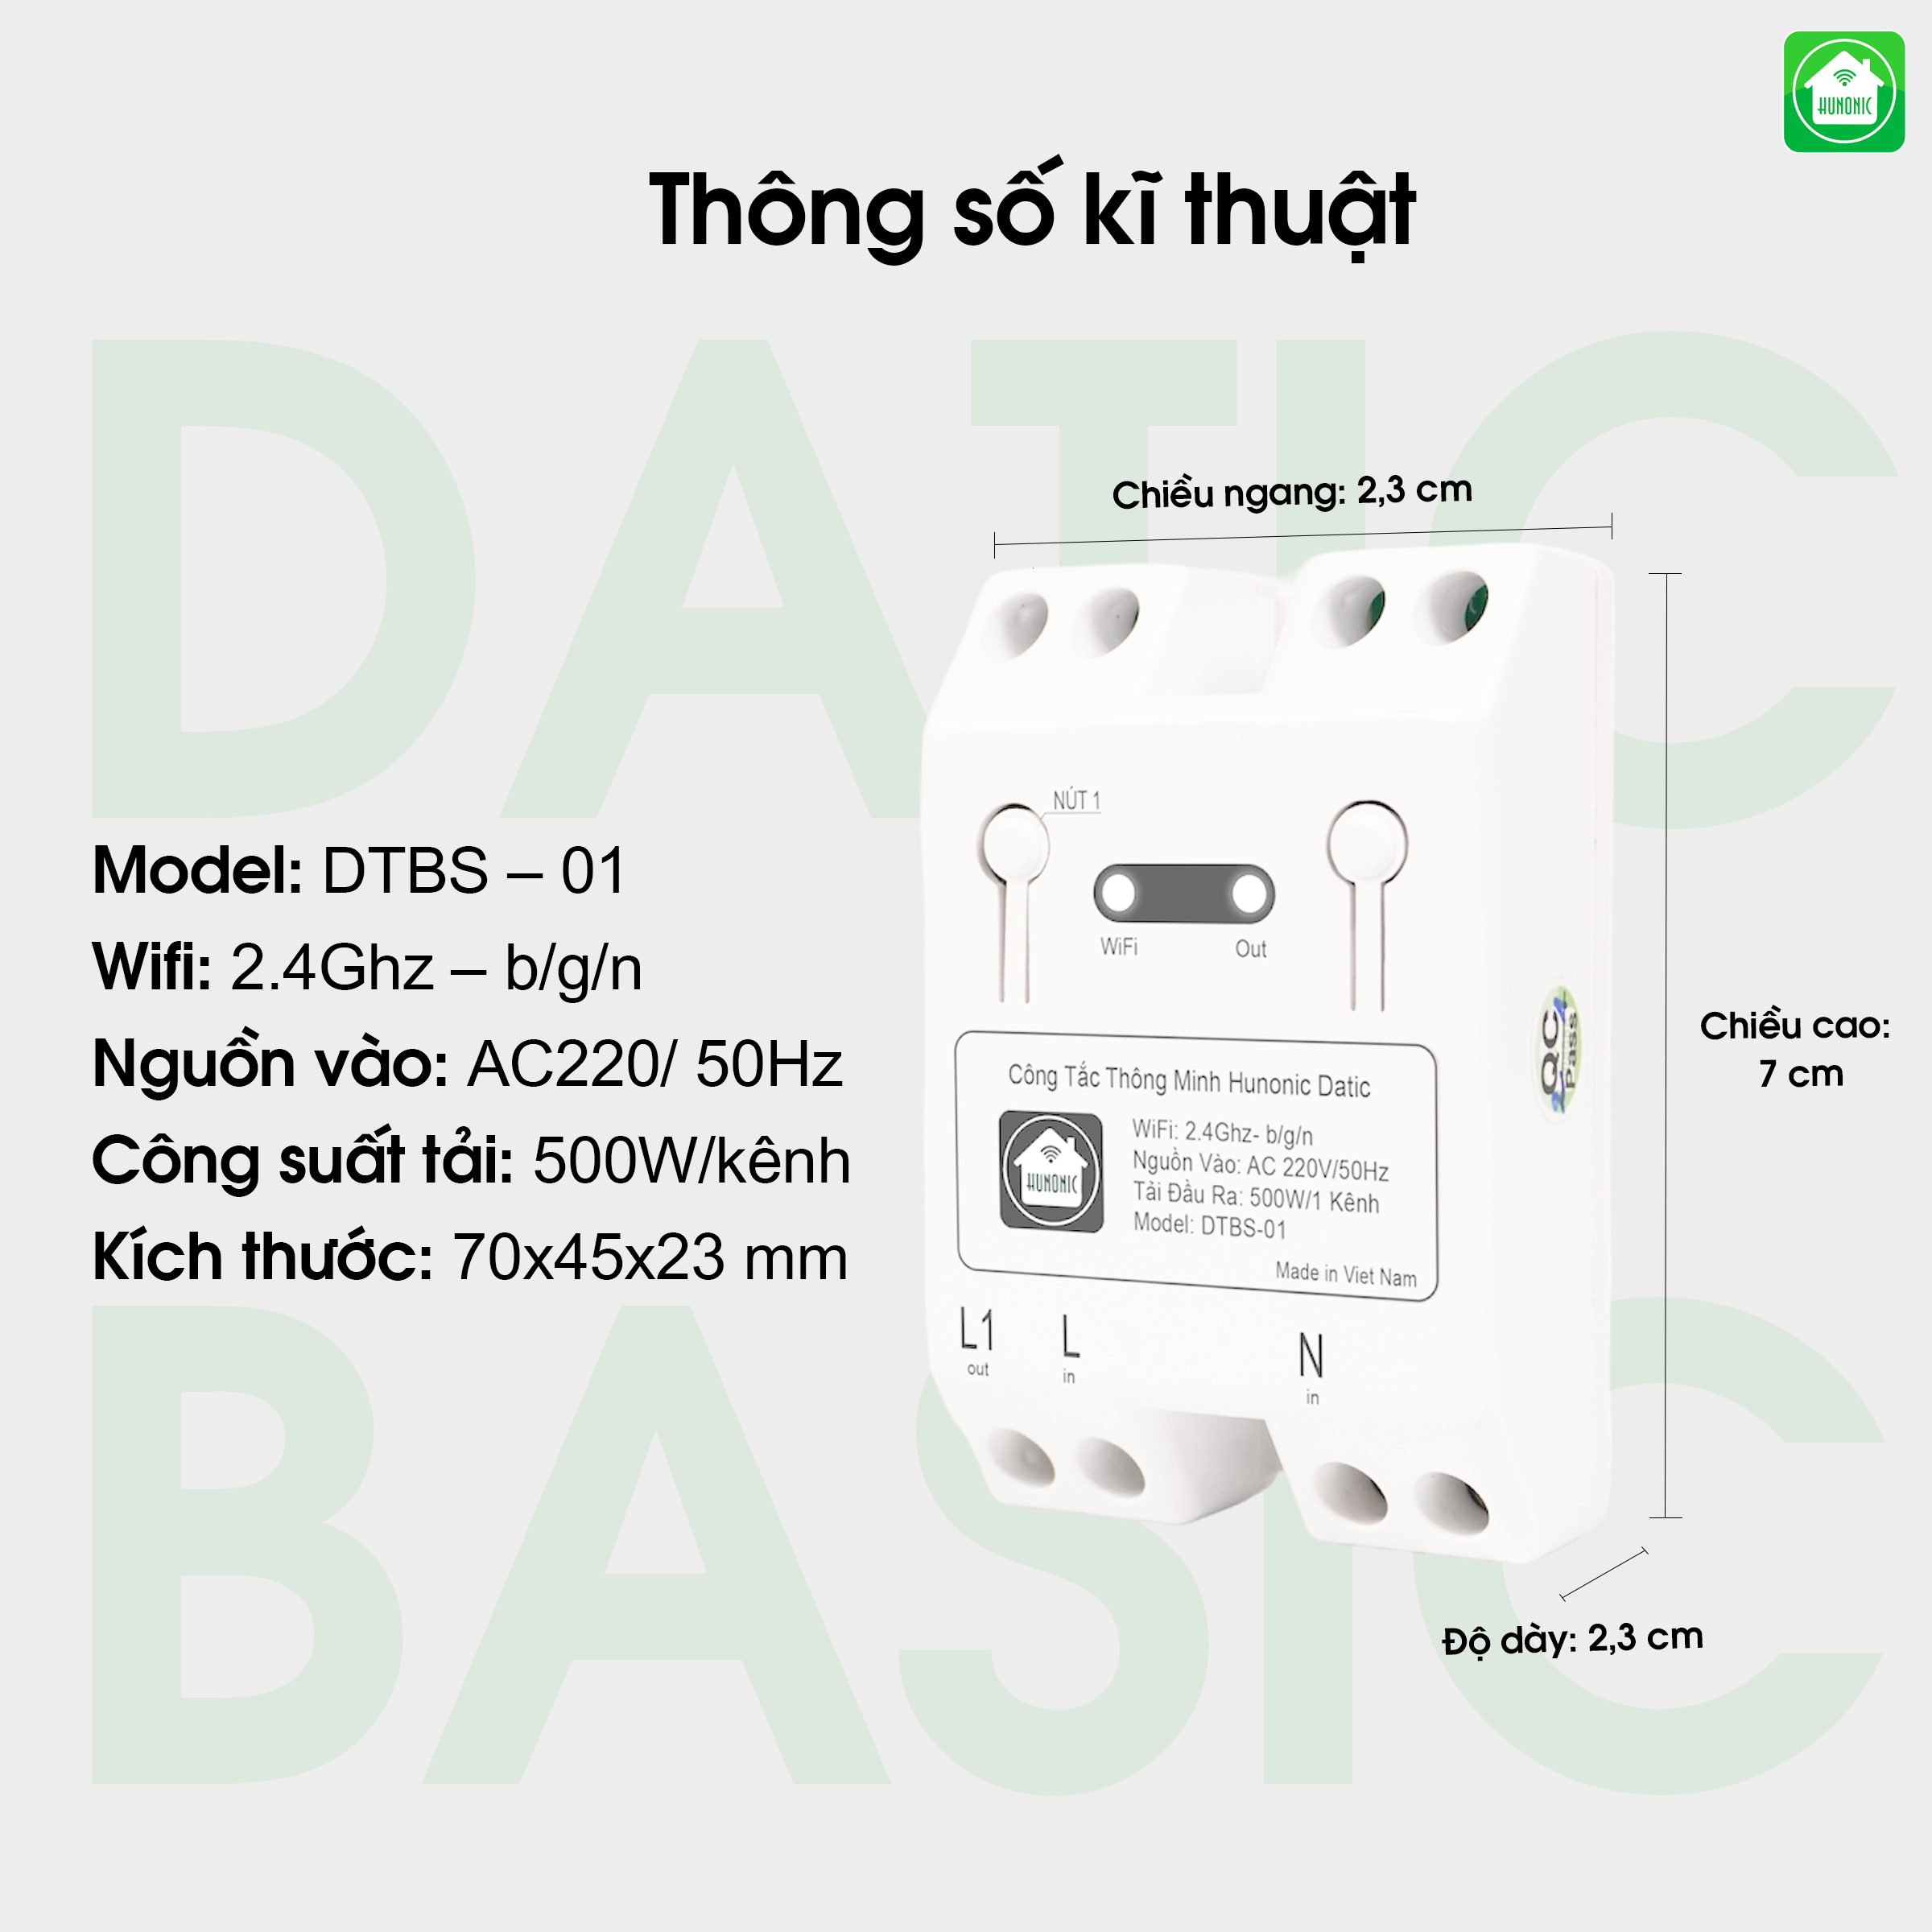 HUNONIC
Thông số kĩ thuật
DATIC
Chiều ngang: 2,3 cm
Model: DTBS – 01
Wifi: 2.4Ghz – b/g/n
Nguồn vào: AC220/ 50Hz
Công suất tải: 500W/kênh
Kích thước: 70x45x23 mm
BASIC
NÚT 1
WiFi
Out
Công Tắc Thông Minh Hunonic Datic
HUNONIC
WiFi: 2.4Ghz- b/g/n
Nguồn Vào: AC 220V/50Hz
Tải Đầu Ra: 500W/1 Kênh
Model: DTBS-01
Made in Viet Nam
QC
Pass
L1
out
L
in
N
in
Chiều cao:
7 cm
Độ dày: 2,3 cm